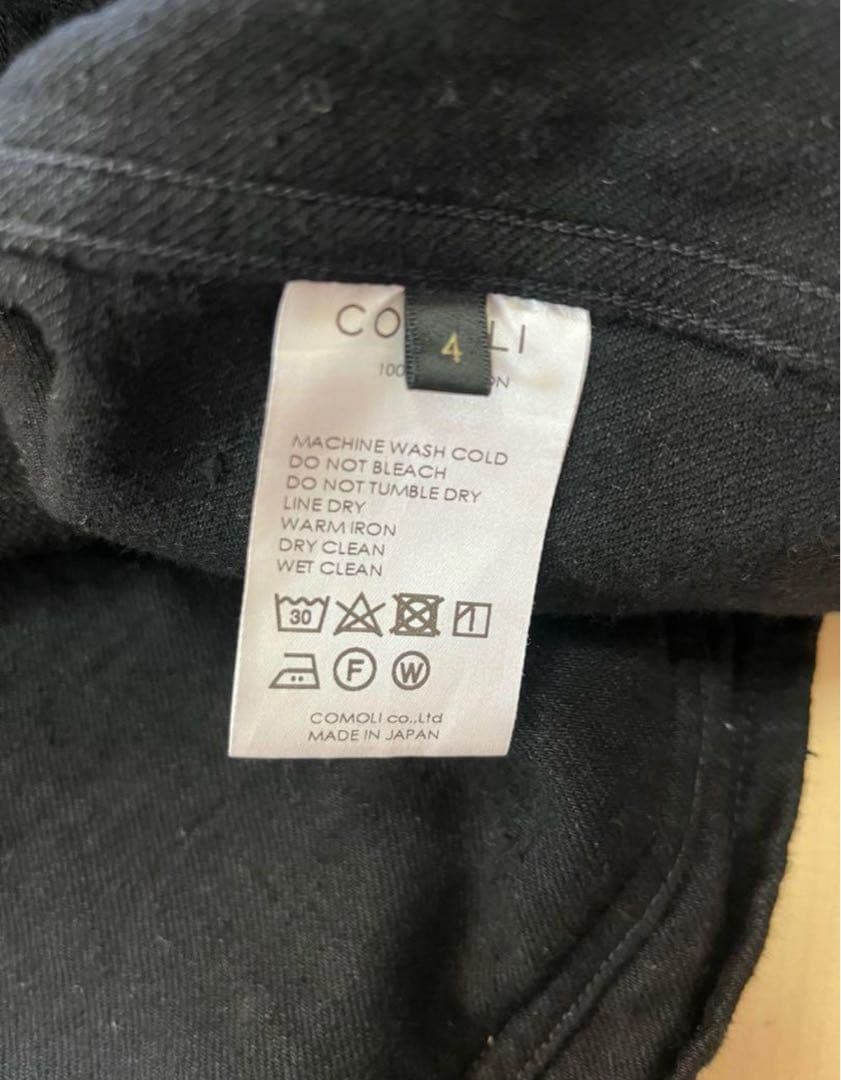 CO LI
4
100 ON
MACHINE WASH COLD
DO NOT BLEACH
DO NOT TUMBLE DRY
LINE DRY
WARM IRON
DRY CLEAN
WET CLEAN
30
F W
COMOLI co.,Ltd
MADE IN JAPAN